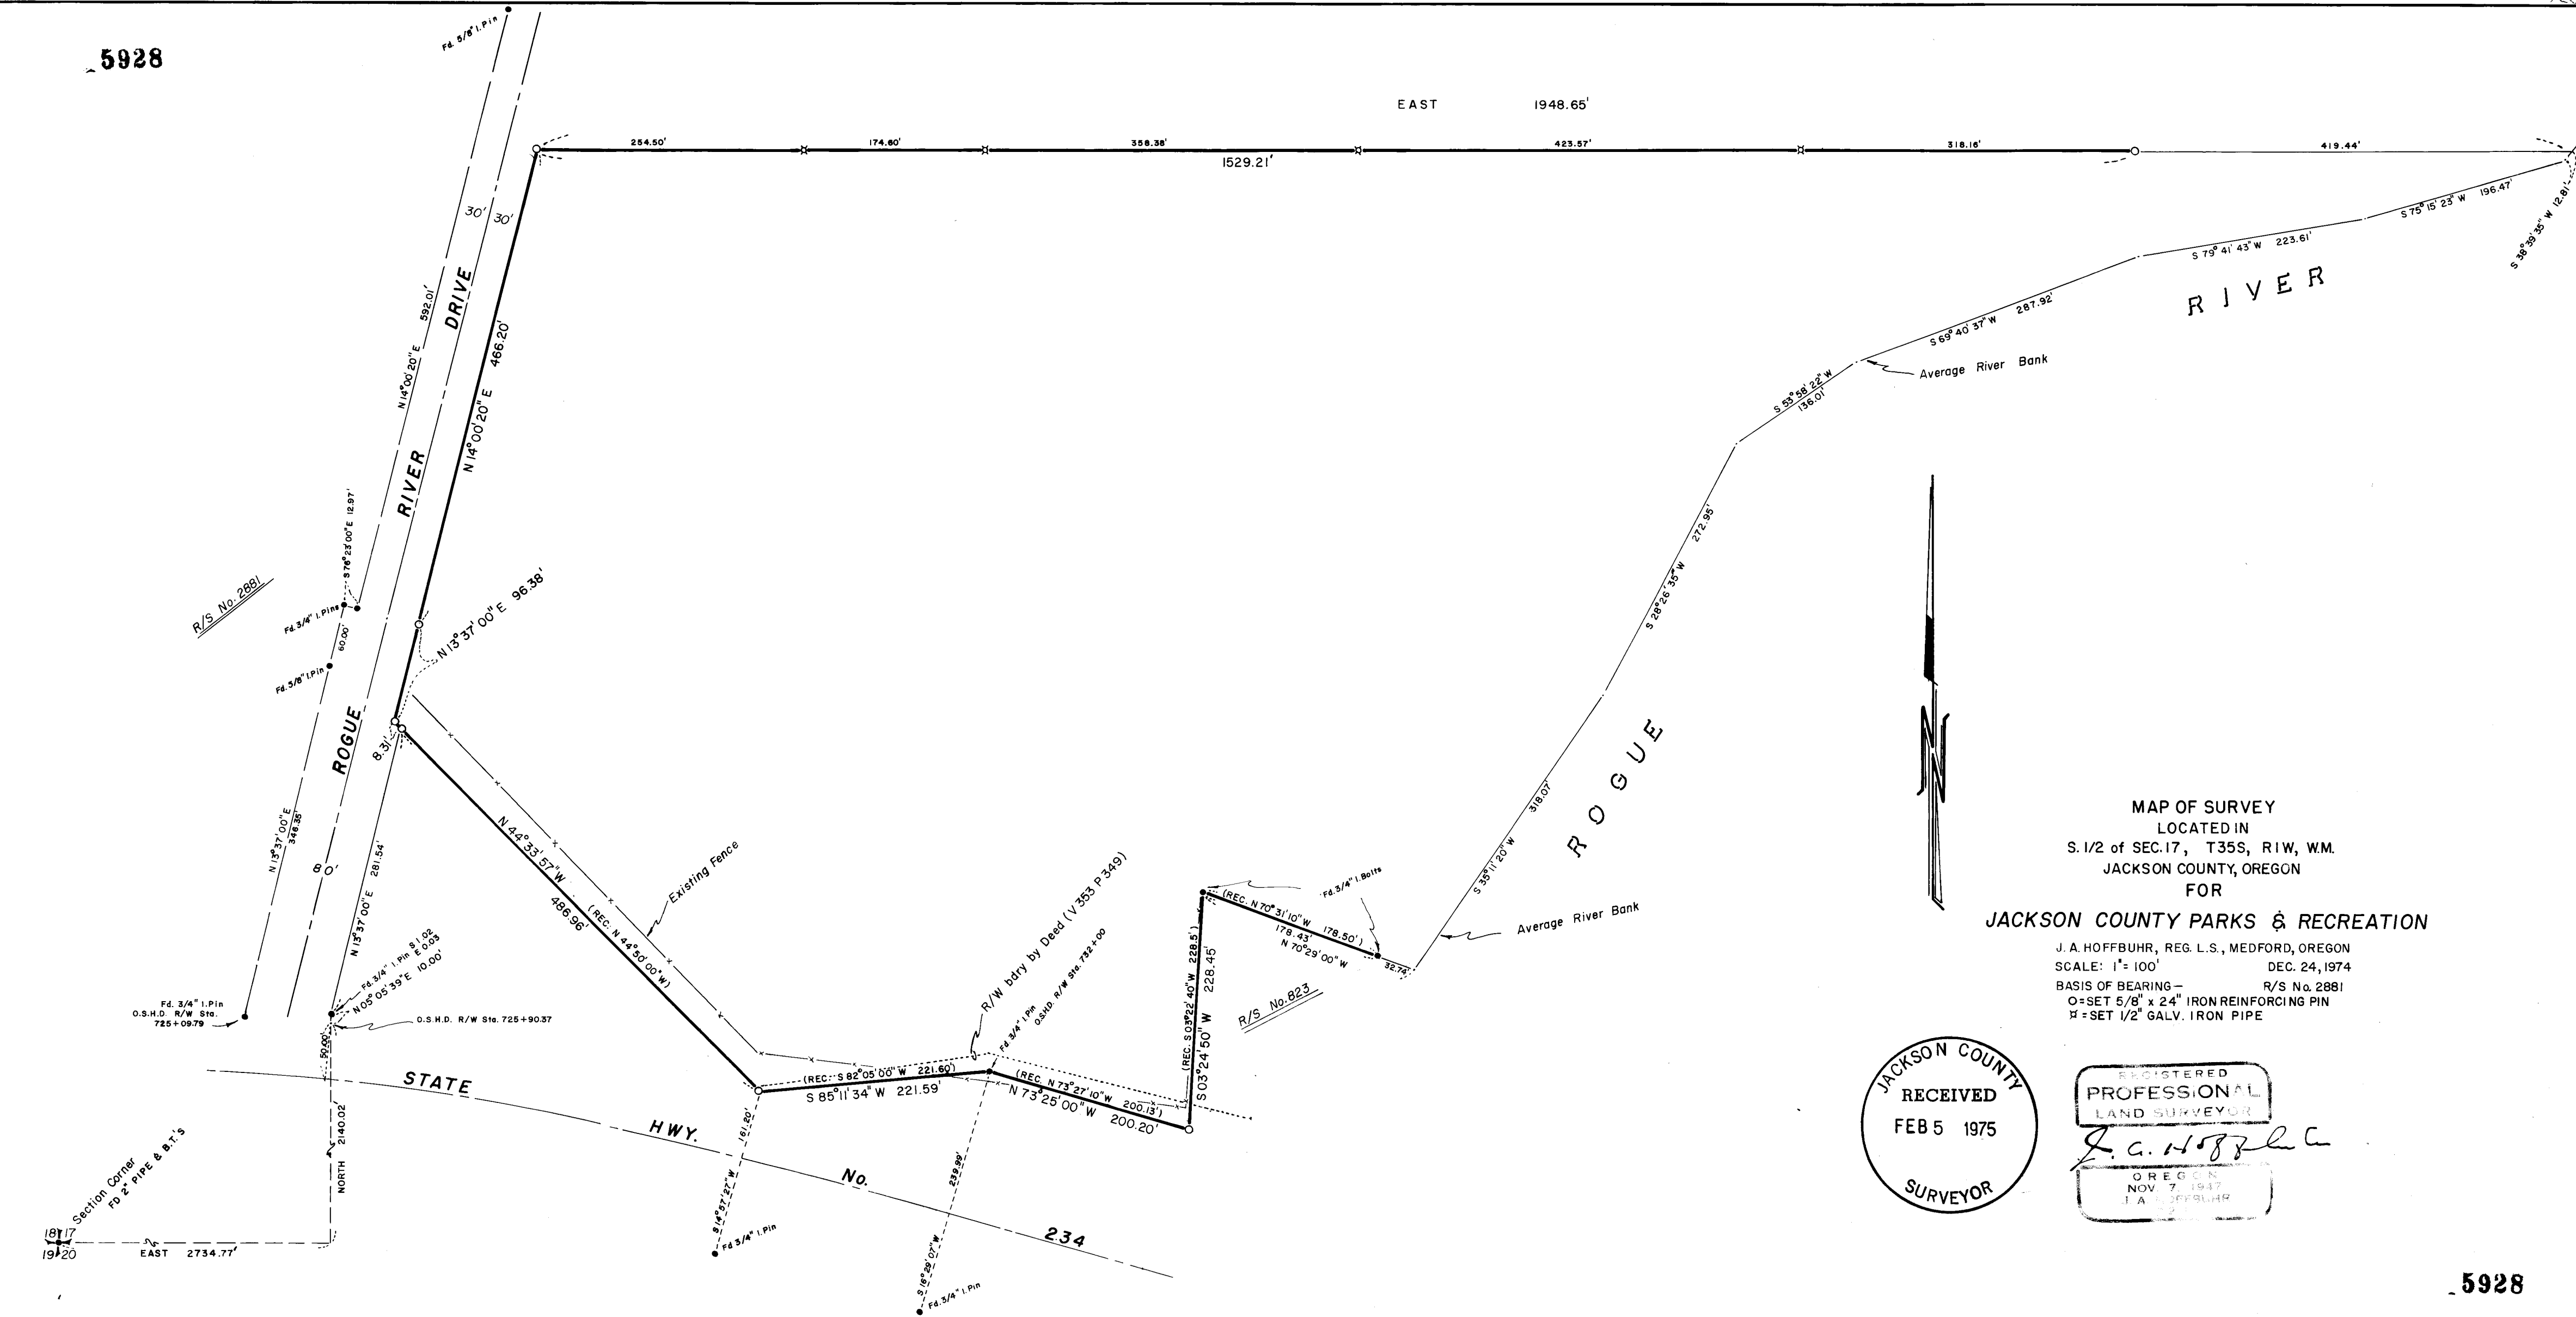 5928
Fd. 5/8" I.Pin
EAST 1948.65'
254.50'
174.60'
358.38'
423.57'
318.16'
419.44'
1529.21'
S 75° 15' 23" W 196.47'
S 38° 39' 35" W 12.81'
S 79° 41' 43" W 223.61'
RIVER
S 69° 40' 37" W 287.92'
Average River Bank
S 53° 58' 22" W
136.01'
S 28° 26' 35" W 272.95'
ROGUE
S 35° 11' 20" W 318.07'
Average River Bank
30' 30'
ROGUE RIVER DRIVE
N 14° 00' 20" E 592.01'
N 14° 00' 20" E 466.20'
S 76° 23' 00" E 12.97'
R/S No. 2881
Fd. 3/4" I.Pins
60.00'
Fd. 5/8" I.Pin
N 13° 37' 00" E 96.38'
8.31'
N 13° 37' 00" E
346.35'
80'
N 13° 37' 00" E 281.54'
N 44° 33' 57" W
486.96'
(REC. N 44° 50' 00" W)
Existing Fence
R/W bdry by Deed (V 353 P 349)
Fd. 3/4" I.Pin
O.S.H.D. R/W Sta. 732+00
Fd. 3/4" I.Bolts
(REC. N 70° 31' 10" W 178.50')
178.43'
N 70° 29' 00" W
32.74'
(REC. S 03° 22' 40" W 228.5')
S 03° 24' 50" W 228.45'
R/S No. 823
Fd. 3/4" I.Pin S 1.02
E 0.03
N 05° 05' 39" E 10.00'
O.S.H.D. R/W Sta. 725+90.37
Fd. 3/4" I.Pin
O.S.H.D. R/W Sta.
725+09.79
50.00'
(REC. S 82° 05' 00" W 221.60')
S 85° 11' 34" W 221.59'
(REC. N 73° 27' 10" W 200.13')
N 73° 25' 00" W 200.20'
STATE HWY. No. 234
NORTH 2140.02'
161.20'
S 14° 57' 27" W
Fd 3/4" I.Pin
239.99'
S 16° 29' 07" W
Fd. 3/4" I.Pin
Section Corner
FD 2" PIPE & B.T.'S
18 17
19 20
EAST 2734.77'
N
MAP OF SURVEY
LOCATED IN
S. 1/2 of SEC. 17, T35S, R1W, W.M.
JACKSON COUNTY, OREGON
FOR
JACKSON COUNTY PARKS & RECREATION
J. A. HOFFBUHR, REG. L.S., MEDFORD, OREGON
SCALE: 1" = 100' DEC. 24, 1974
BASIS OF BEARING— R/S No. 2881
O = SET 5/8" x 24" IRON REINFORCING PIN
¤ = SET 1/2" GALV. IRON PIPE
JACKSON COUNTY
RECEIVED
FEB 5 1975
SURVEYOR
REGISTERED
PROFESSIONAL
LAND SURVEYOR
OREGON
NOV. 7, 1947
J. A. HOFFBUHR
5928